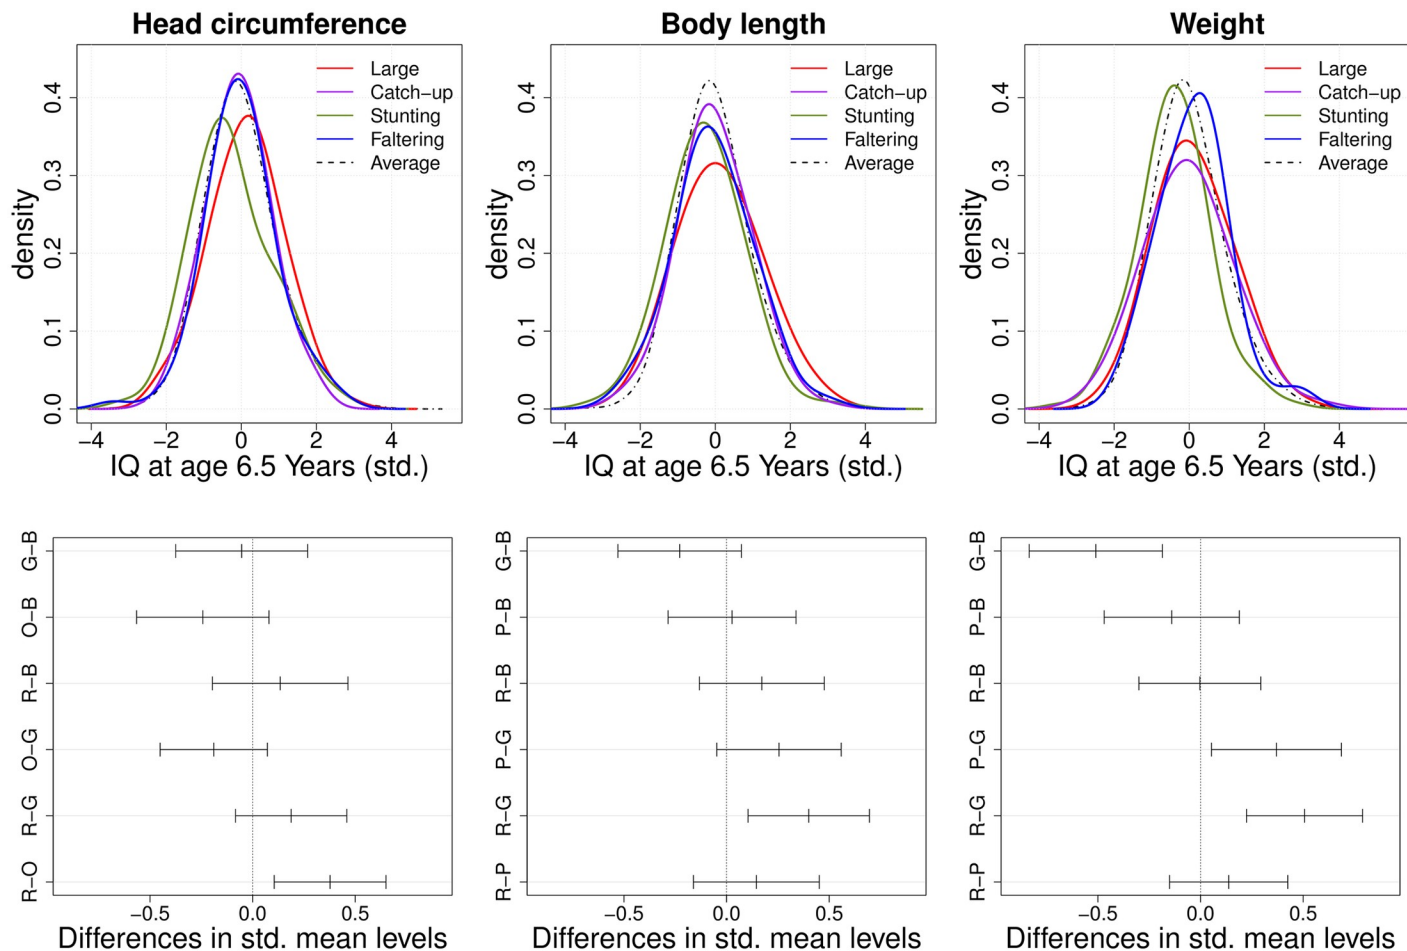 Head circumference
Large
Catch−up
Stunting
Faltering
Average
density
0.0 0.1 0.2 0.3 0.4
−4 −2 0 2 4
IQ at age 6.5 Years (std.)
Body length
Large
Catch−up
Stunting
Faltering
Average
density
0.0 0.1 0.2 0.3 0.4
−4 −2 0 2 4
IQ at age 6.5 Years (std.)
Weight
Large
Catch−up
Stunting
Faltering
Average
density
0.0 0.1 0.2 0.3 0.4
−4 −2 0 2 4
IQ at age 6.5 Years (std.)
G−B
O−B
R−B
O−G
R−G
R−O
−0.5 0.0 0.5
Differences in std. mean levels
G−B
P−B
R−B
P−G
R−G
R−P
−0.5 0.0 0.5
Differences in std. mean levels
G−B
P−B
R−B
P−G
R−G
R−P
−0.5 0.0 0.5
Differences in std. mean levels